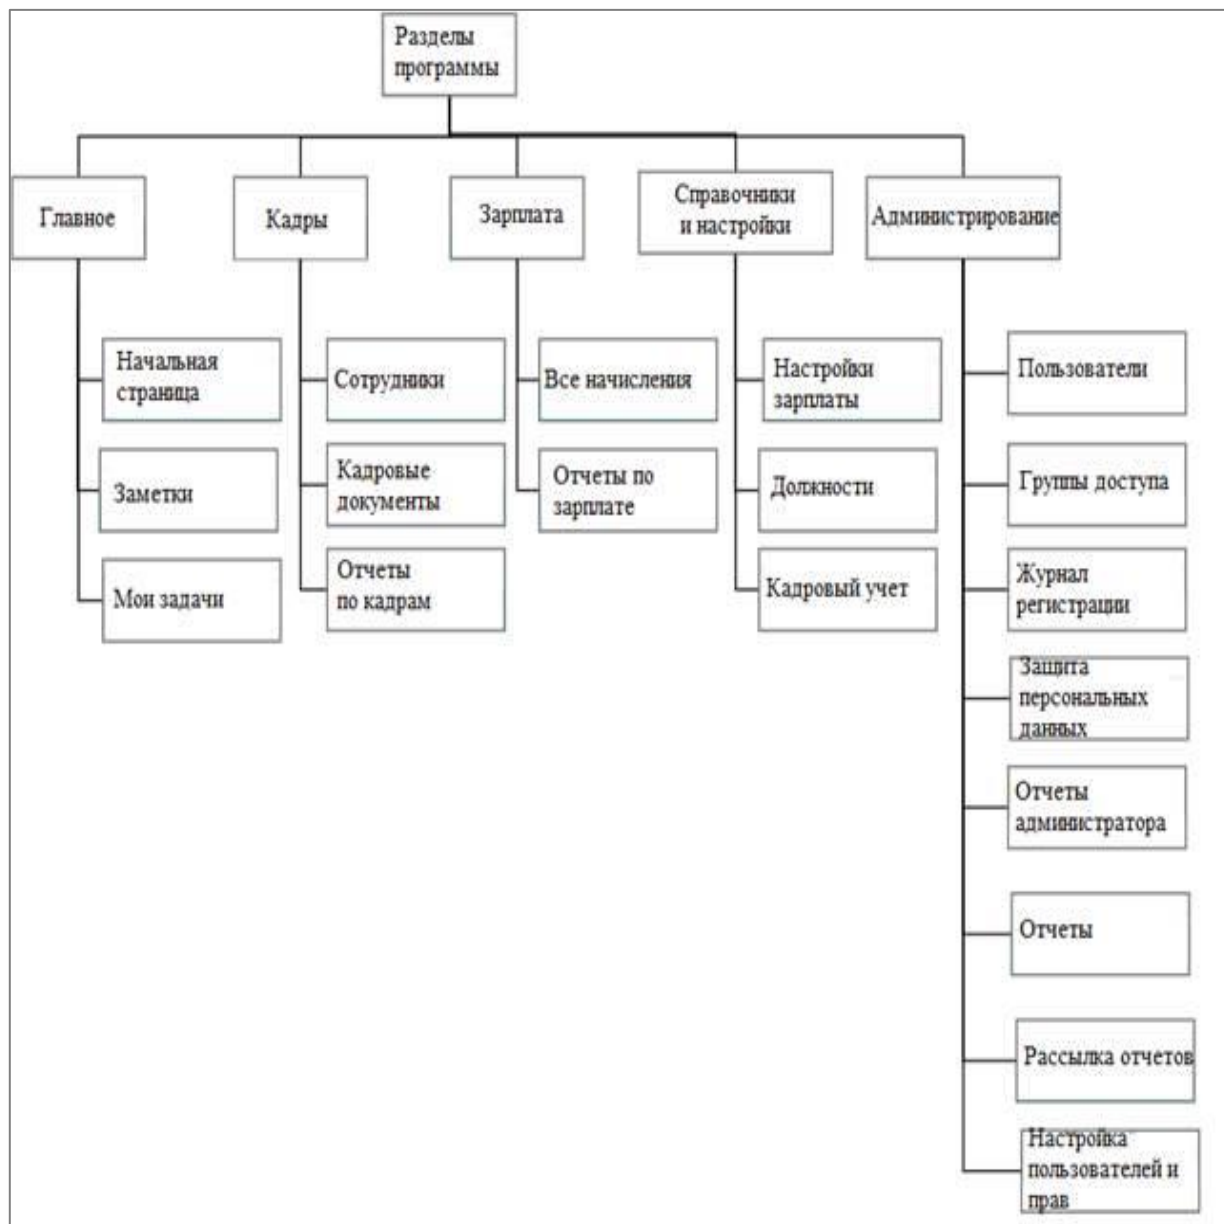 Разделы
программы
Главное
Кадры
Зарплата
Справочники
и настройки
Администрирование
Начальная
страница
Заметки
Мои задачи
Сотрудники
Кадровые
документы
Отчеты
по кадрам
Все начисления
Отчеты по
зарплате
Настройки
зарплаты
Должности
Кадровый учет
Пользователи
Группы доступа
Журнал
регистрации
Защита
персональных
данных
Отчеты
администратора
Отчеты
Рассылка отчетов
Настройка
пользователей и
прав